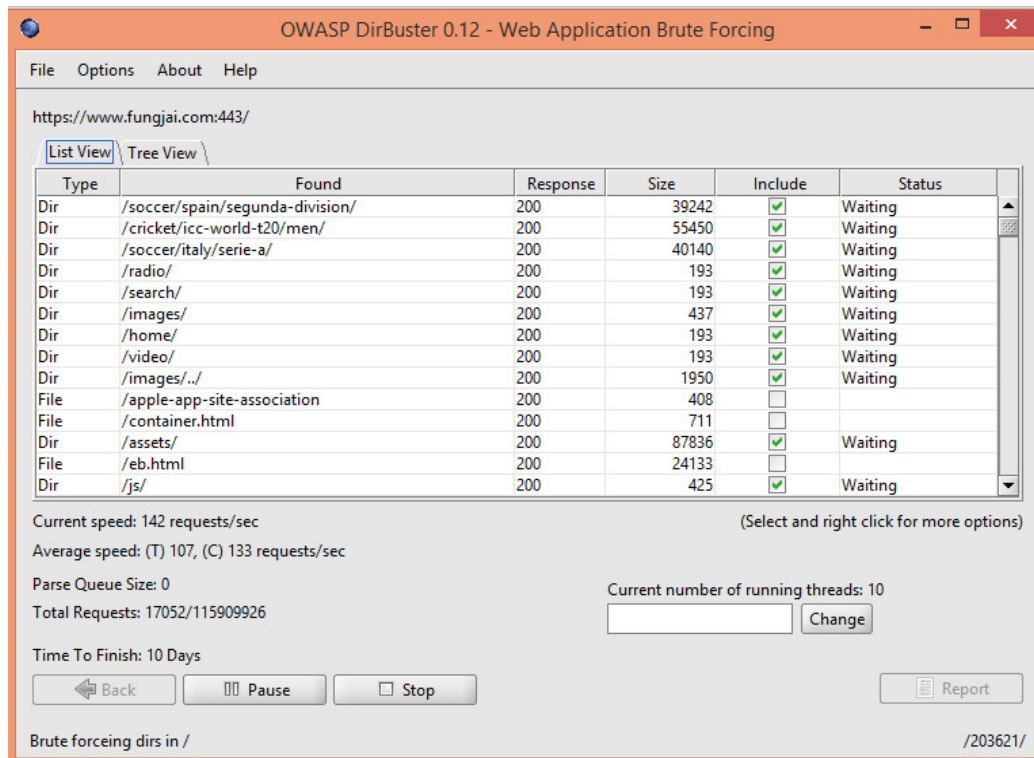 OWASP DirBuster 0.12 - Web Application Brute Forcing
File Options About Help
https://www.fungjai.com:443/
List View Tree View
Type Found Response Size Include Status
Dir /soccer/spain/segunda-division/ 200 39242 Waiting
Dir /cricket/icc-world-t20/men/ 200 55450 Waiting
Dir /soccer/italy/serie-a/ 200 40140 Waiting
Dir /radio/ 200 193 Waiting
Dir /search/ 200 193 Waiting
Dir /images/ 200 437 Waiting
Dir /home/ 200 193 Waiting
Dir /video/ 200 193 Waiting
Dir /images/../ 200 1950 Waiting
File /apple-app-site-association 200 408
File /container.html 200 711
Dir /assets/ 200 87836 Waiting
File /eb.html 200 24133
Dir /js/ 200 425 Waiting
Current speed: 142 requests/sec (Select and right click for more options)
Average speed: (T) 107, (C) 133 requests/sec
Parse Queue Size: 0
Current number of running threads: 10
Total Requests: 17052/115909926
Change
Time To Finish: 10 Days
Back Pause Stop Report
Brute forceing dirs in / /203621/